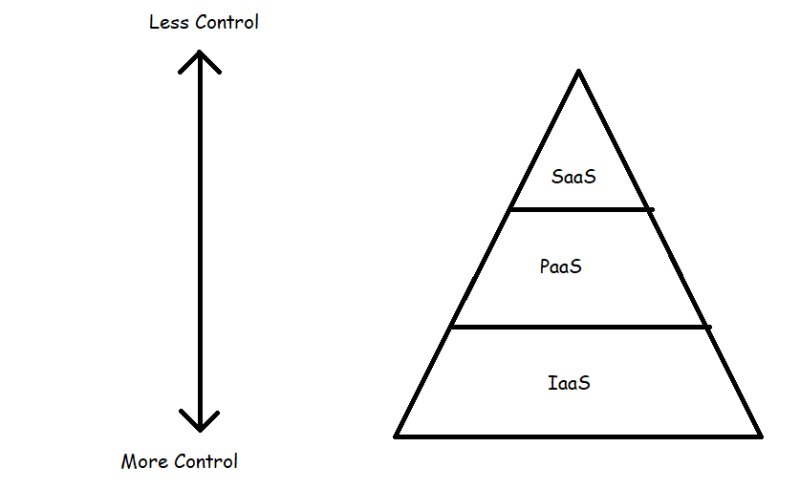 Less Control
SaaS
PaaS
IaaS
More Control